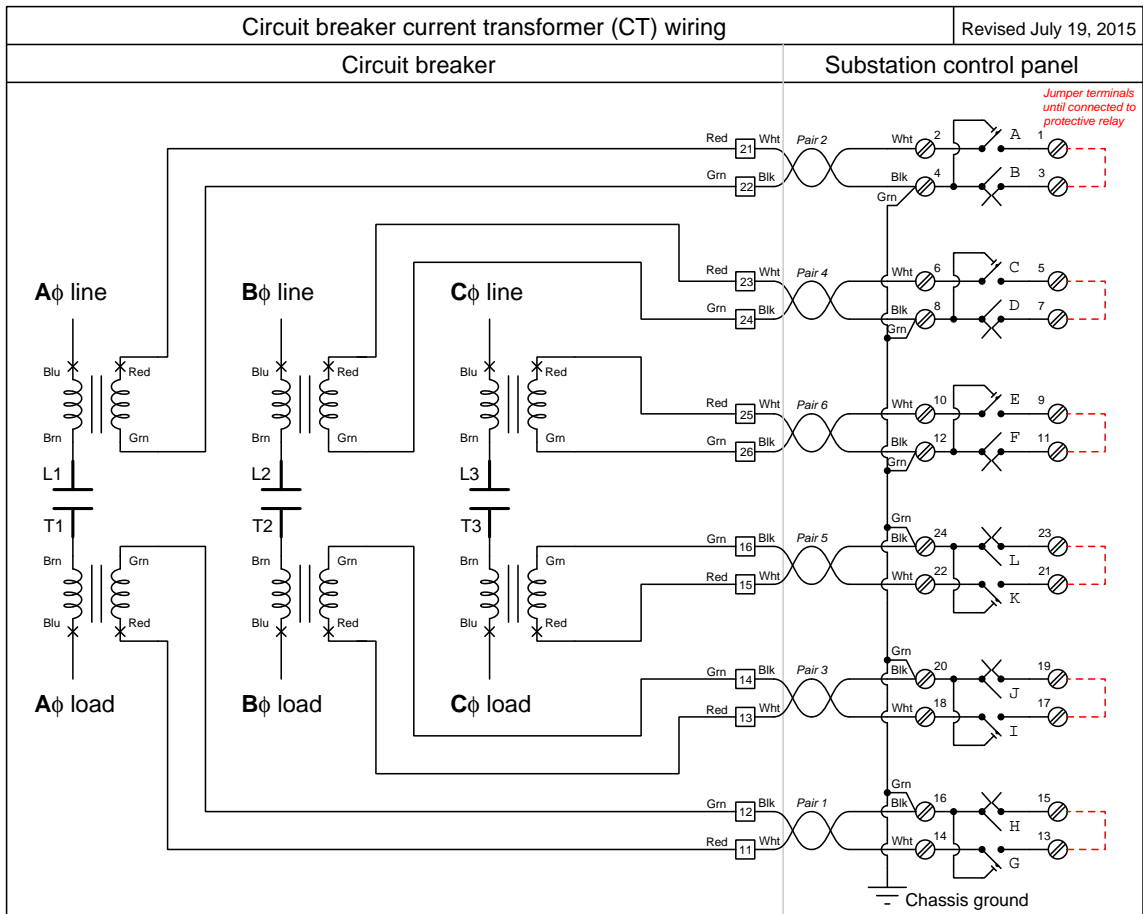 Circuit breaker current transformer (CT) wiring
Revised July 19, 2015
Circuit breaker
Substation control panel
Jumper terminals
until connected to
protective relay
Red 21 Wht Pair 2 Wht 2 A 1
Grn 22 Blk Blk 4 B 3
Grn
Aφ line Bφ line Cφ line
Red 23 Wht Pair 4 Wht 6 C 5
Grn 24 Blk Blk 8 D 7
Grn
Blu Red Blu Red Blu Red
Brn Grn Brn Grn Brn Grn
Red 25 Wht Pair 6 Wht 10 E 9
Grn 26 Blk Blk 12 F 11
Grn
L1 L2 L3
T1 T2 T3
Grn
Grn 16 Blk Pair 5 Blk 24 L 23
Red 15 Wht Wht 22 K 21
Brn Grn Brn Grn Brn Grn
Blu Red Blu Red Blu Red
Aφ load Bφ load Cφ load
Grn
Grn 14 Blk Pair 3 Blk 20 J 19
Red 13 Wht Wht 18 I 17
Grn
Grn 12 Blk Pair 1 Blk 16 H 15
Red 11 Wht Wht 14 G 13
Chassis ground